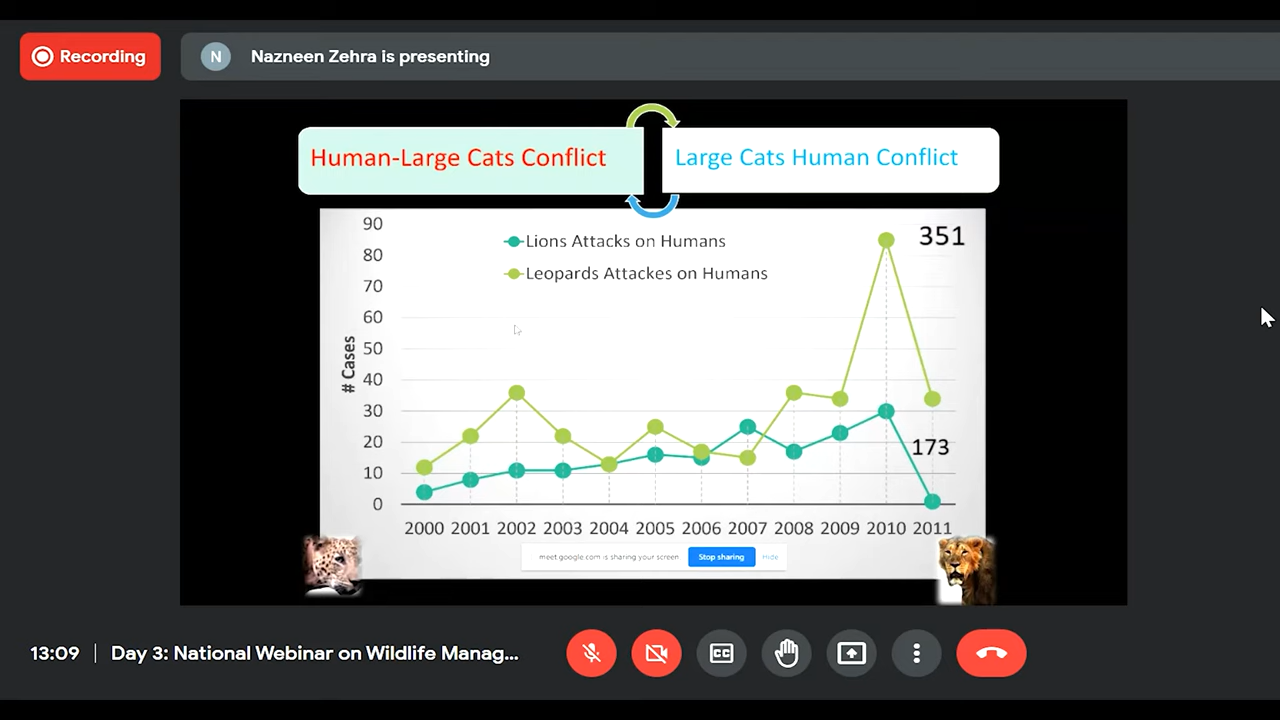 Recording
N
Nazneen Zehra is presenting
Human-Large Cats Conflict
Large Cats Human Conflict
90
80
70
60
50
40
30
20
10
0
# Cases
Lions Attacks on Humans
Leopards Attackes on Humans
351
173
2000 2001 2002 2003 2004 2005 2006 2007 2008 2009 2010 2011
meet.google.com is sharing your screen Stop sharing Hide
13:09 | Day 3: National Webinar on Wildlife Manag...
CC